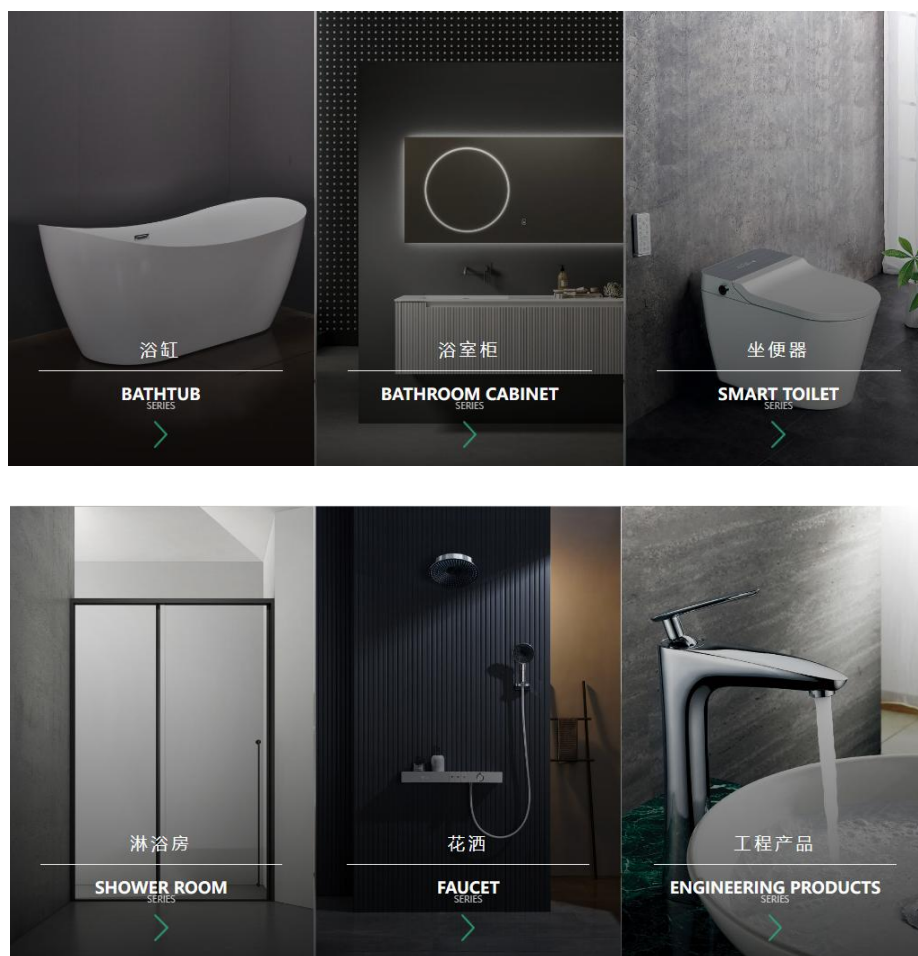 浴缸
BATHTUB
SERIES
浴室柜
BATHROOM CABINET
SERIES
坐便器
SMART TOILET
SERIES
淋浴房
SHOWER ROOM
SERIES
花洒
FAUCET
SERIES
工程产品
ENGINEERING PRODUCTS
SERIES